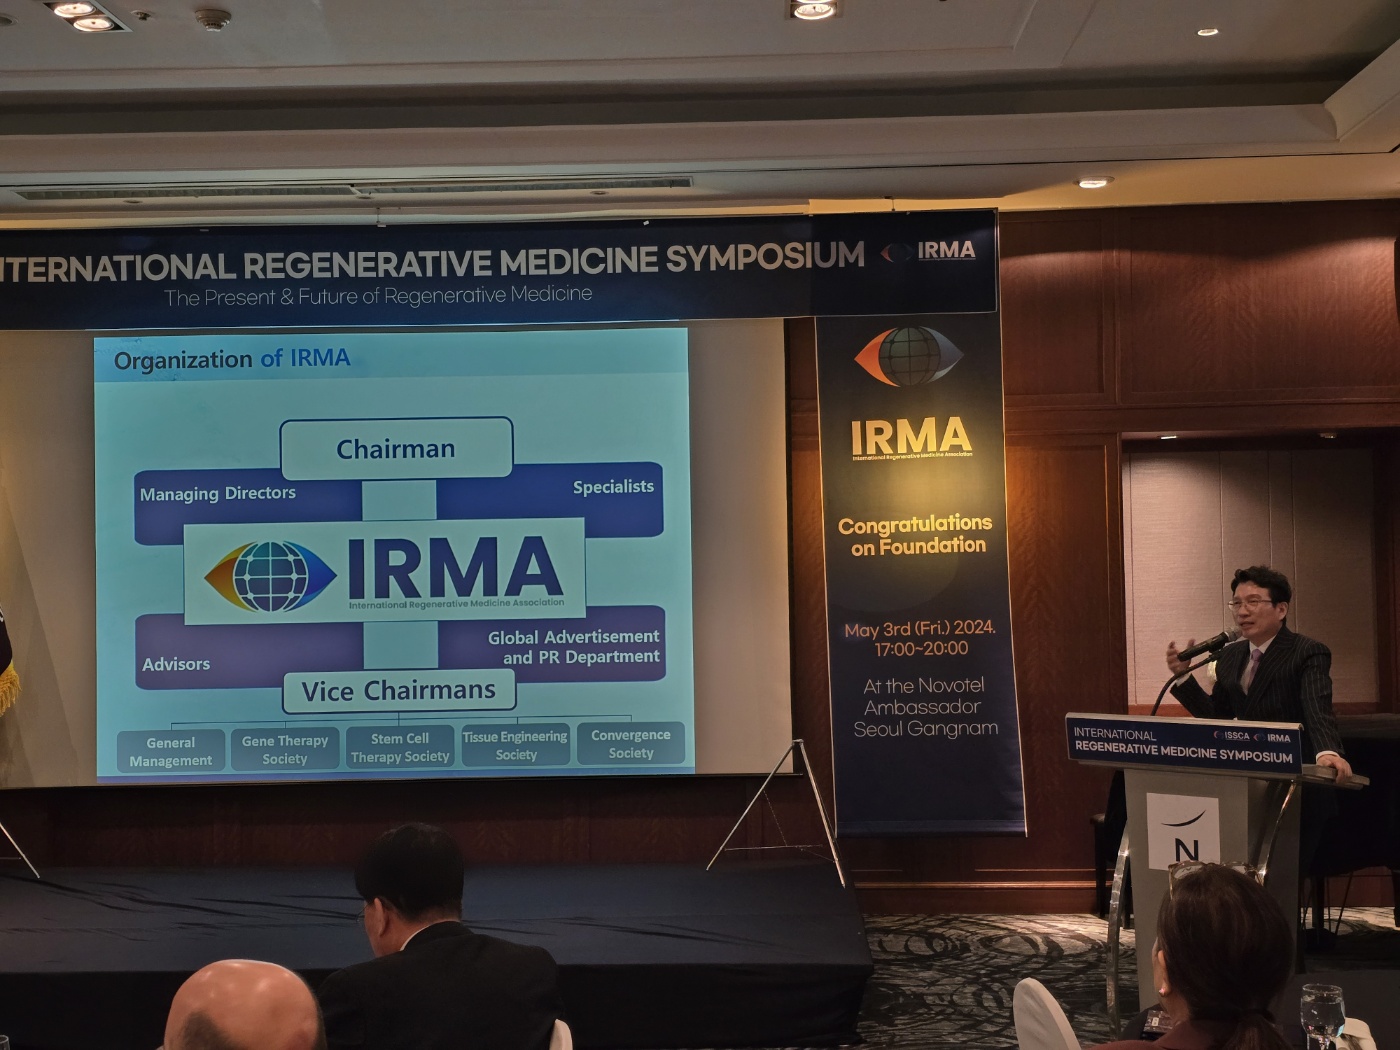 NTERNATIONAL REGENERATIVE MEDICINE SYMPOSIUM
IRMA
The Present & Future of Regenerative Medicine
Organization of IRMA
Chairman
Managing Directors
Specialists
IRMA
International Regenerative Medicine Association
Advisors
Global Advertisement
and PR Department
Vice Chairmans
General
Management
Gene Therapy
Society
Stem Cell
Therapy Society
Tissue Engineering
Society
Convergence
Society
IRMA
International Regenerative Medicine Association
Congratulations
on Foundation
May 3rd (Fri.) 2024.
17:00~20:00
At the Novotel
Ambassador
Seoul Gangnam
INTERNATIONAL
ISSCA
IRMA
REGENERATIVE MEDICINE SYMPOSIUM
N